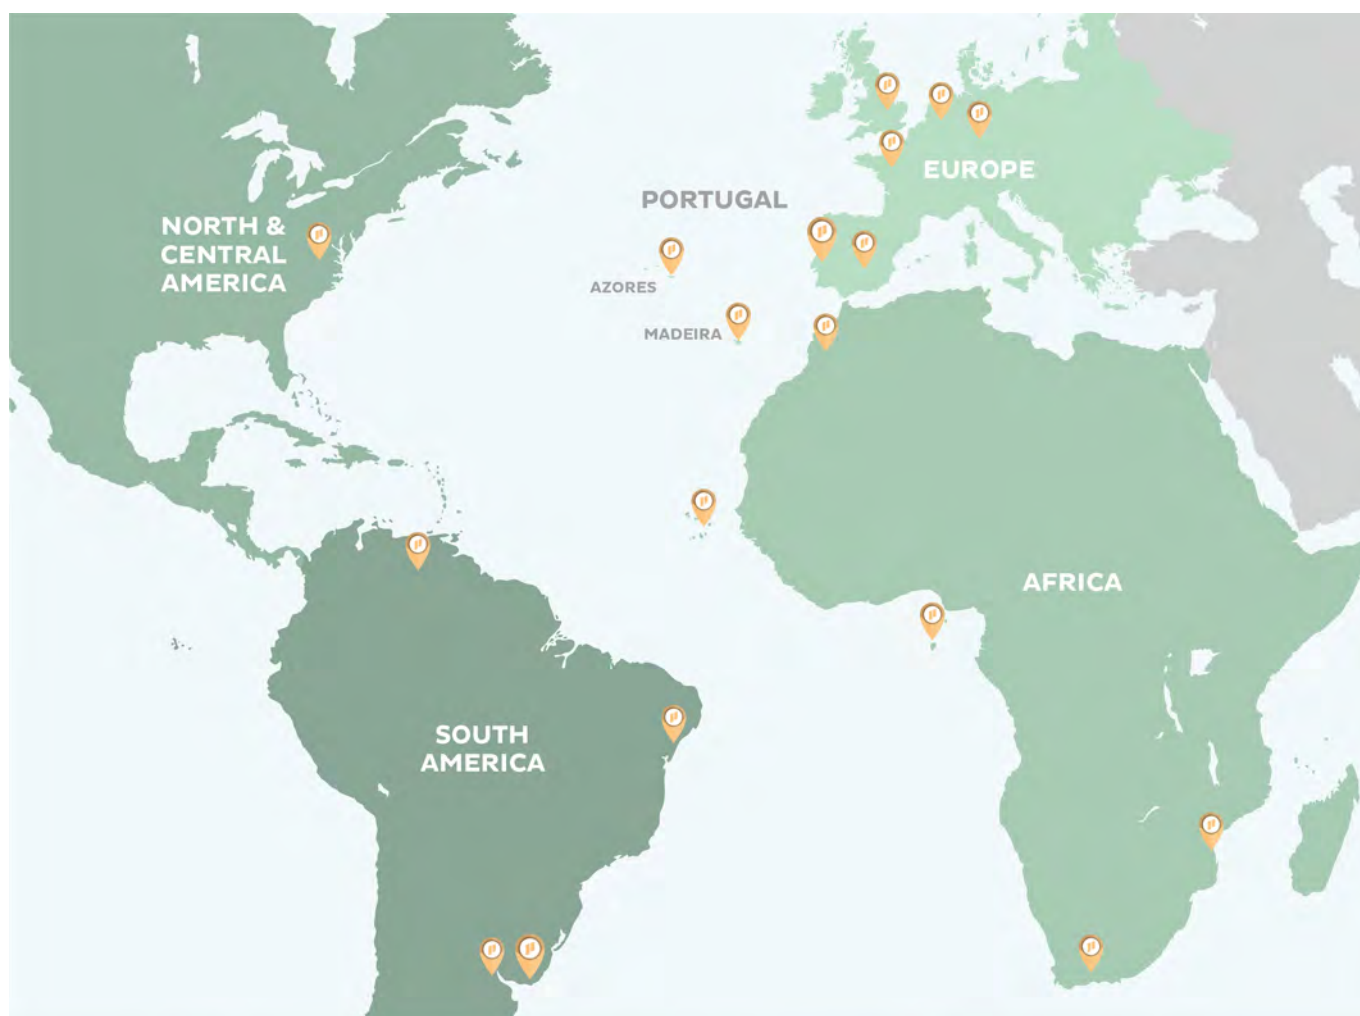 EUROPE
PORTUGAL
NORTH &
CENTRAL
AMERICA
AZORES
MADEIRA
AFRICA
SOUTH
AMERICA